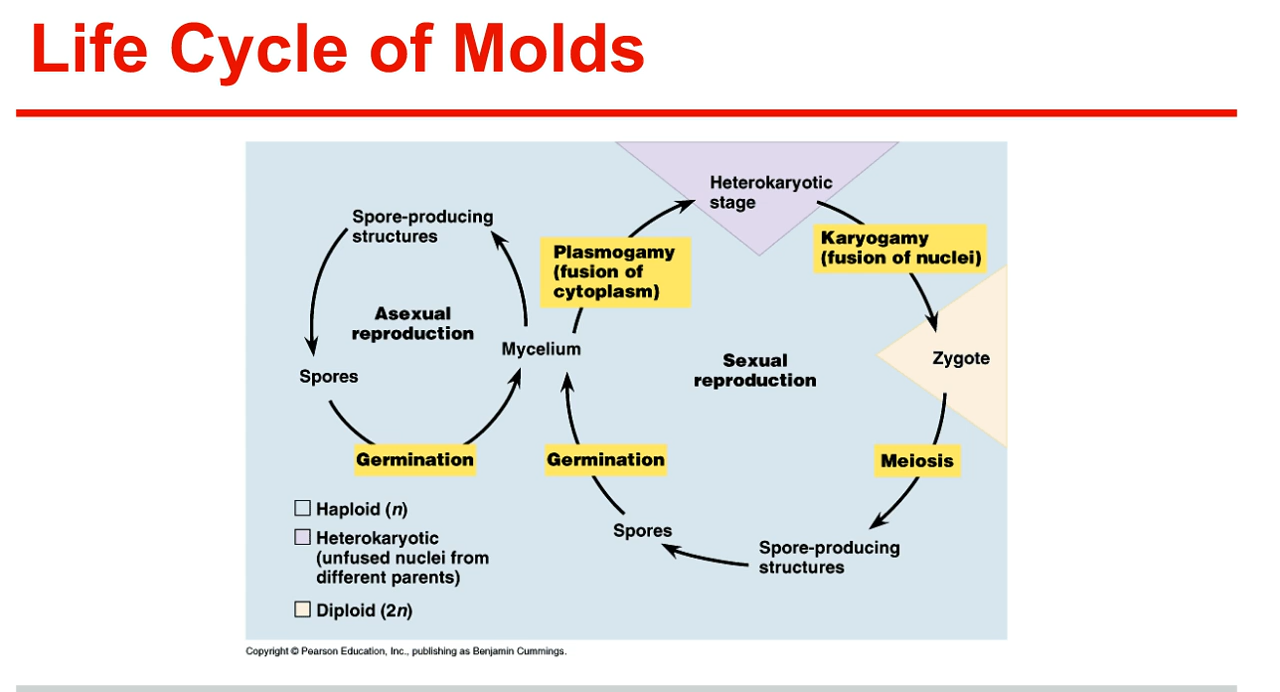 Life Cycle of Molds
Heterokaryotic
stage
Spore-producing
structures
Plasmogamy
(fusion of
cytoplasm)
Karyogamy
(fusion of nuclei)
Asexual
reproduction
Mycelium
Sexual
reproduction
Zygote
Spores
Germination
Germination
Meiosis
Spores
Spore-producing
structures
Haploid (n)
Heterokaryotic
(unfused nuclei from
different parents)
Diploid (2n)
Copyright © Pearson Education, Inc., publishing as Benjamin Cummings.